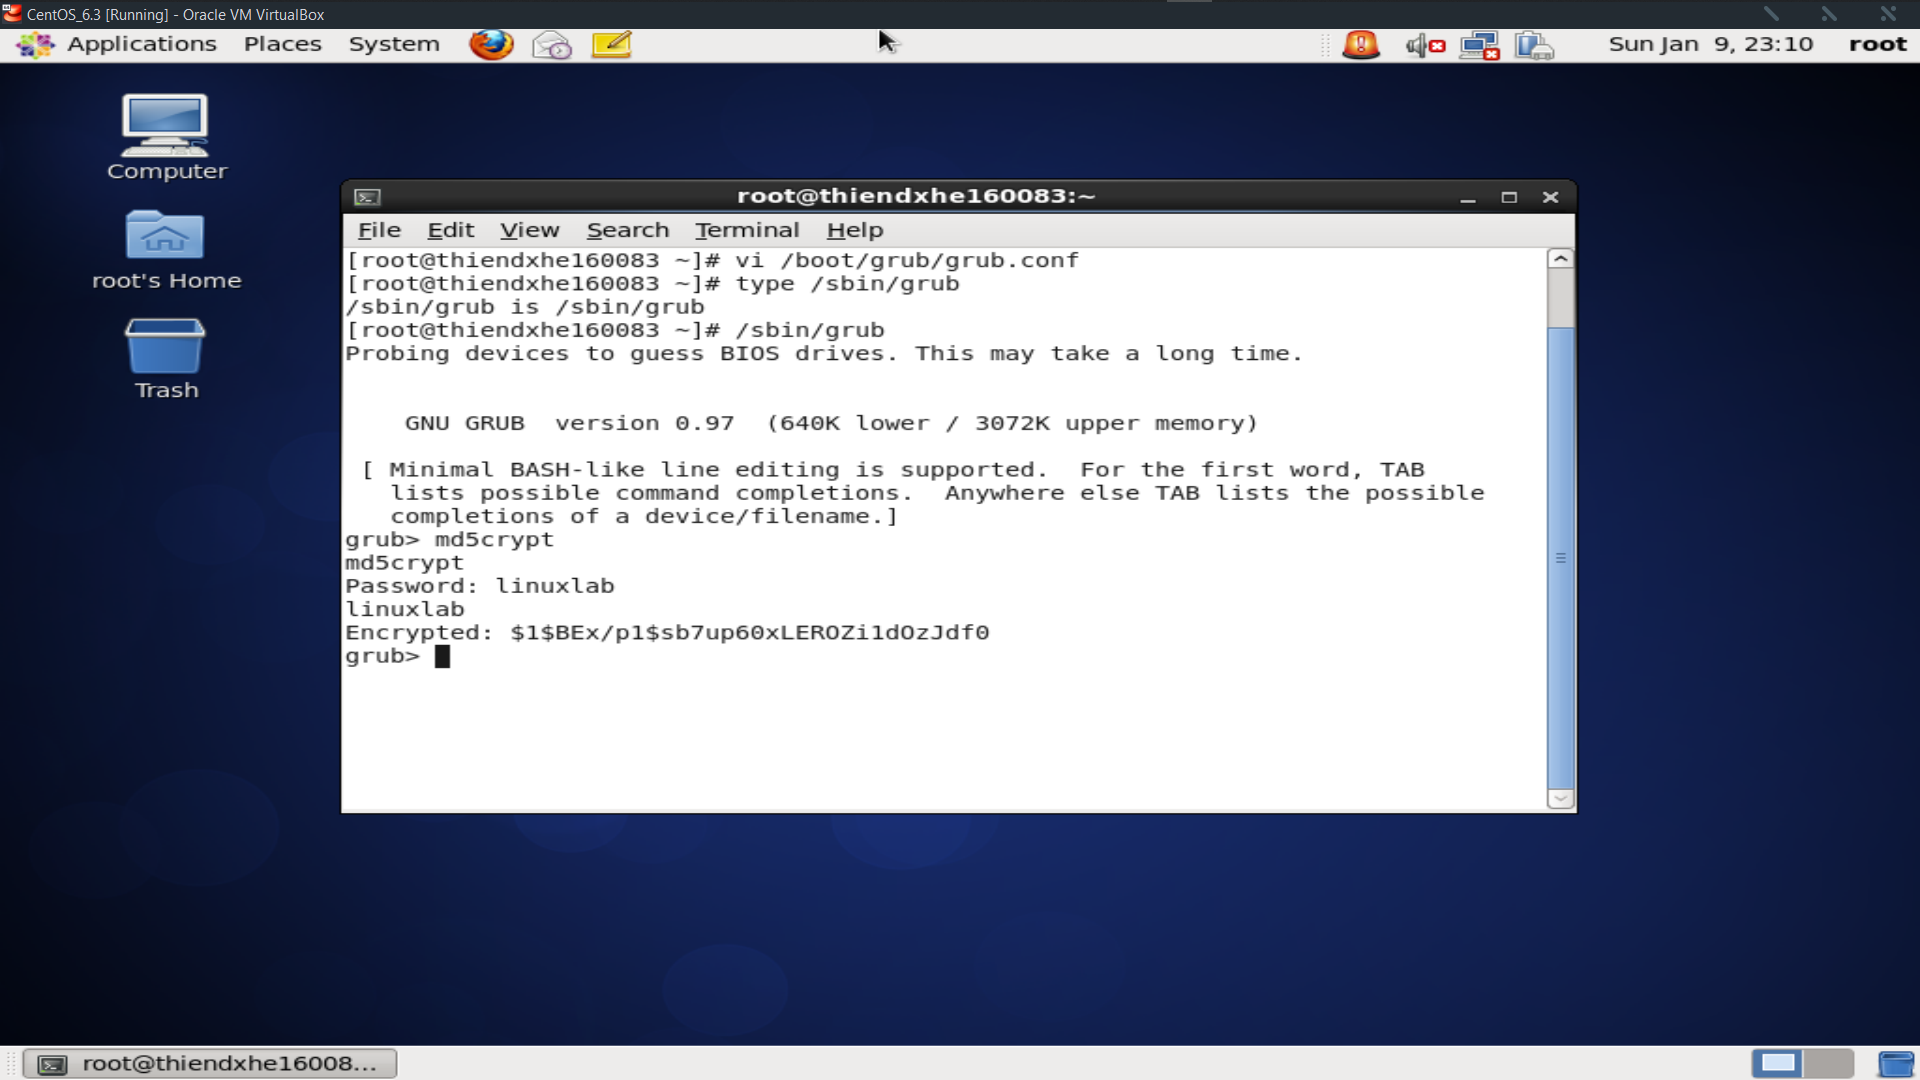 CentOS_6.3 [Running] - Oracle VM VirtualBox
Applications Places System Sun Jan 9, 23:10 root
Computer
root's Home
Trash
root@thiendxhe160083:~
File Edit View Search Terminal Help
[root@thiendxhe160083 ~]# vi /boot/grub/grub.conf
[root@thiendxhe160083 ~]# type /sbin/grub
/sbin/grub is /sbin/grub
[root@thiendxhe160083 ~]# /sbin/grub
Probing devices to guess BIOS drives. This may take a long time.
GNU GRUB version 0.97 (640K lower / 3072K upper memory)
[ Minimal BASH-like line editing is supported. For the first word, TAB
lists possible command completions. Anywhere else TAB lists the possible
completions of a device/filename.]
grub> md5crypt
md5crypt
Password: linuxlab
linuxlab
Encrypted: $1$BEx/p1$sb7up60xLEROZi1dOzJdf0
grub>
root@thiendxhe16008...